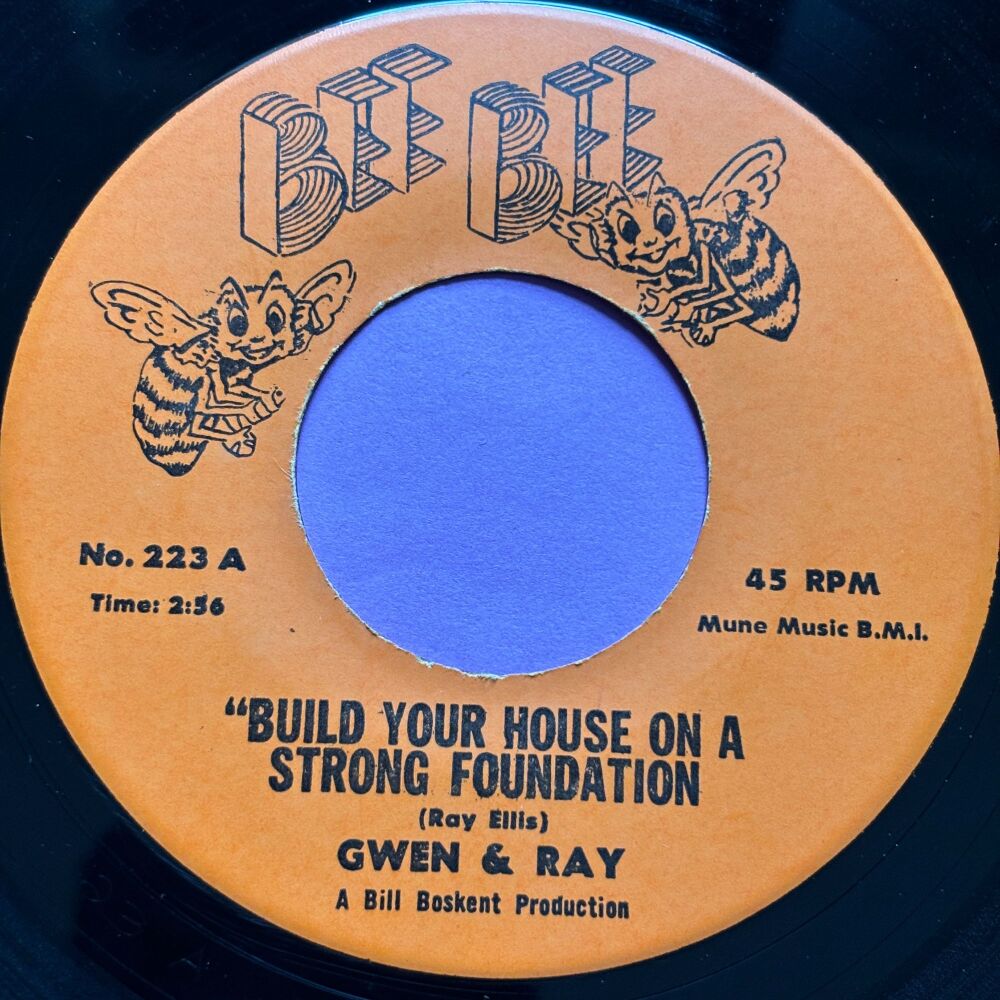 BEE BEE
No. 223 A
Time: 2:56
45 RPM
Mune Music B.M.I.
"BUILD YOUR HOUSE ON A
STRONG FOUNDATION
(Ray Ellis)
GWEN & RAY
A Bill Boskent Production